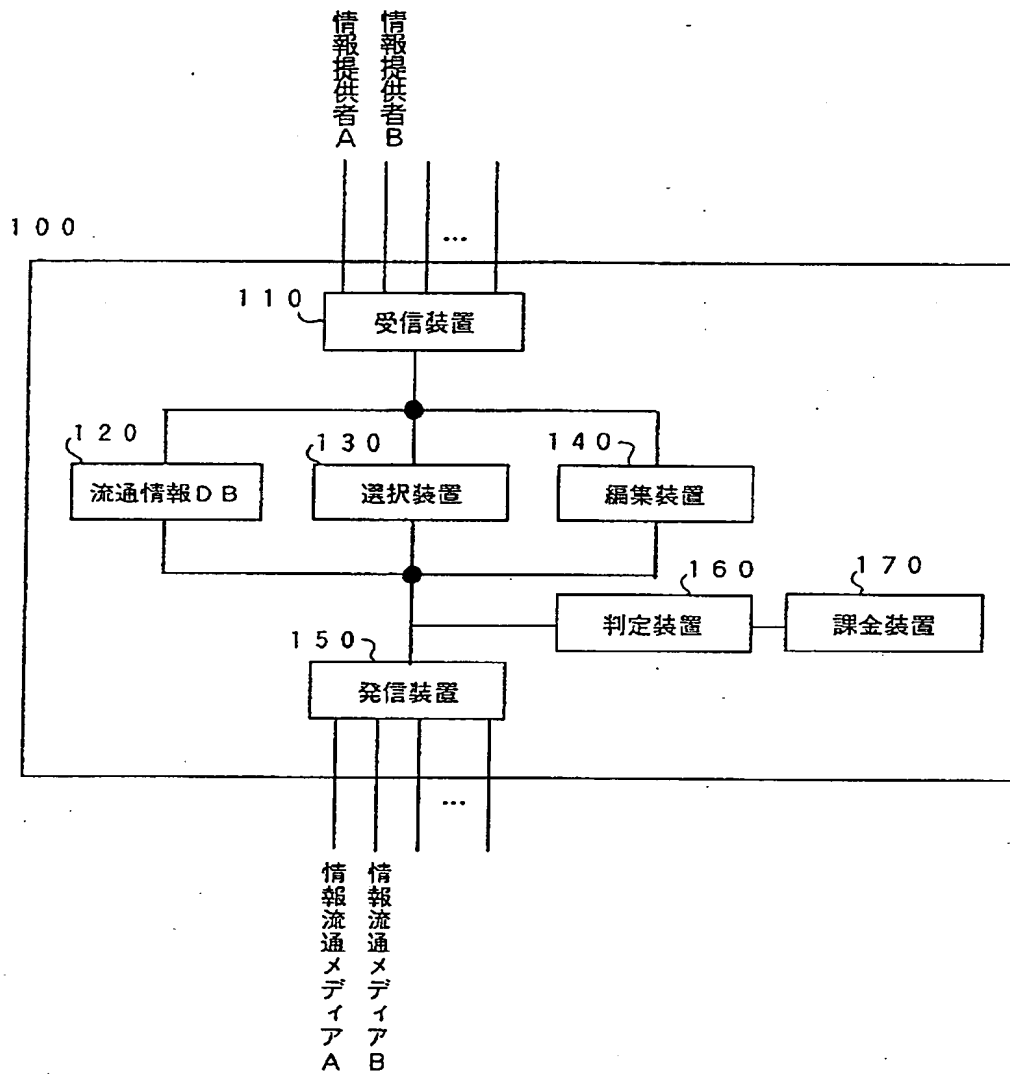 情報提供者A
情報提供者B
...
100
110
受信装置
120
130
140
流通情報DB
選択装置
編集装置
160
170
判定装置
課金装置
150
発信装置
...
情報流通メディアA
情報流通メディアB